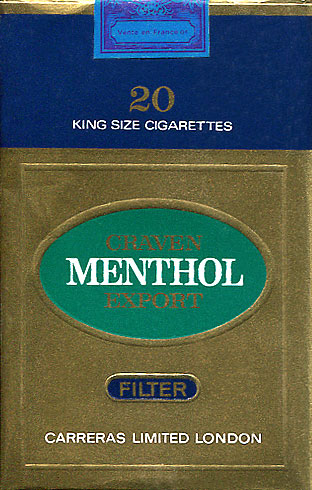 Vente en France
20
KING SIZE CIGARETTES
CRAVEN
MENTHOL
EXPORT
FILTER
CARRERAS LIMITED LONDON